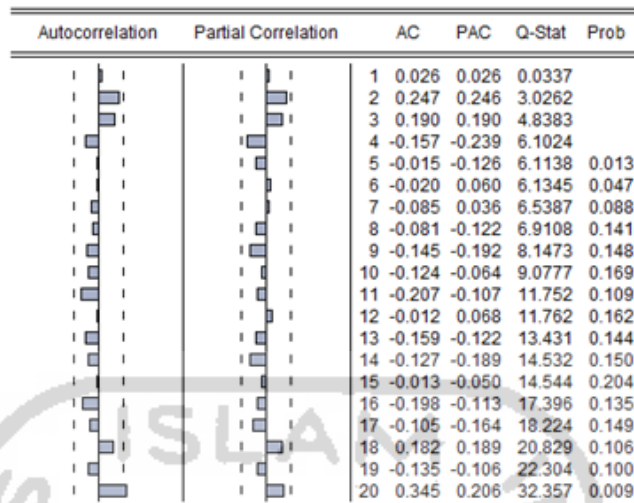 Autocorrelation Partial Correlation AC PAC Q-Stat Prob
1 0.026 0.026 0.0337
2 0.247 0.246 3.0262
3 0.190 0.190 4.8383
4 -0.157 -0.239 6.1024
5 -0.015 -0.126 6.1138 0.013
6 -0.020 0.060 6.1345 0.047
7 -0.085 0.036 6.5387 0.088
8 -0.081 -0.122 6.9108 0.141
9 -0.145 -0.192 8.1473 0.148
10 -0.124 -0.064 9.0777 0.169
11 -0.207 -0.107 11.752 0.109
12 -0.012 0.068 11.762 0.162
13 -0.159 -0.122 13.431 0.144
14 -0.127 -0.189 14.532 0.150
15 -0.013 -0.050 14.544 0.204
16 -0.198 -0.113 17.396 0.135
17 -0.105 -0.164 18.224 0.149
18 0.182 0.189 20.829 0.106
19 -0.135 -0.106 22.304 0.100
20 0.345 0.206 32.357 0.009
ISLAM